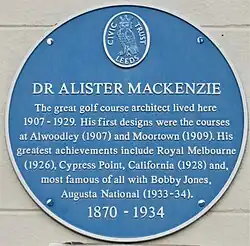 CIVIC TRUST
LEEDS
DR ALISTER MACKENZIE
The great golf course architect lived here
1907 - 1929. His first designs were the courses
at Alwoodley (1907) and Moortown (1909). His
greatest achievements include Royal Melbourne
(1926), Cypress Point, California (1928) and,
most famous of all with Bobby Jones,
Augusta National (1933-34).
1870 - 1934